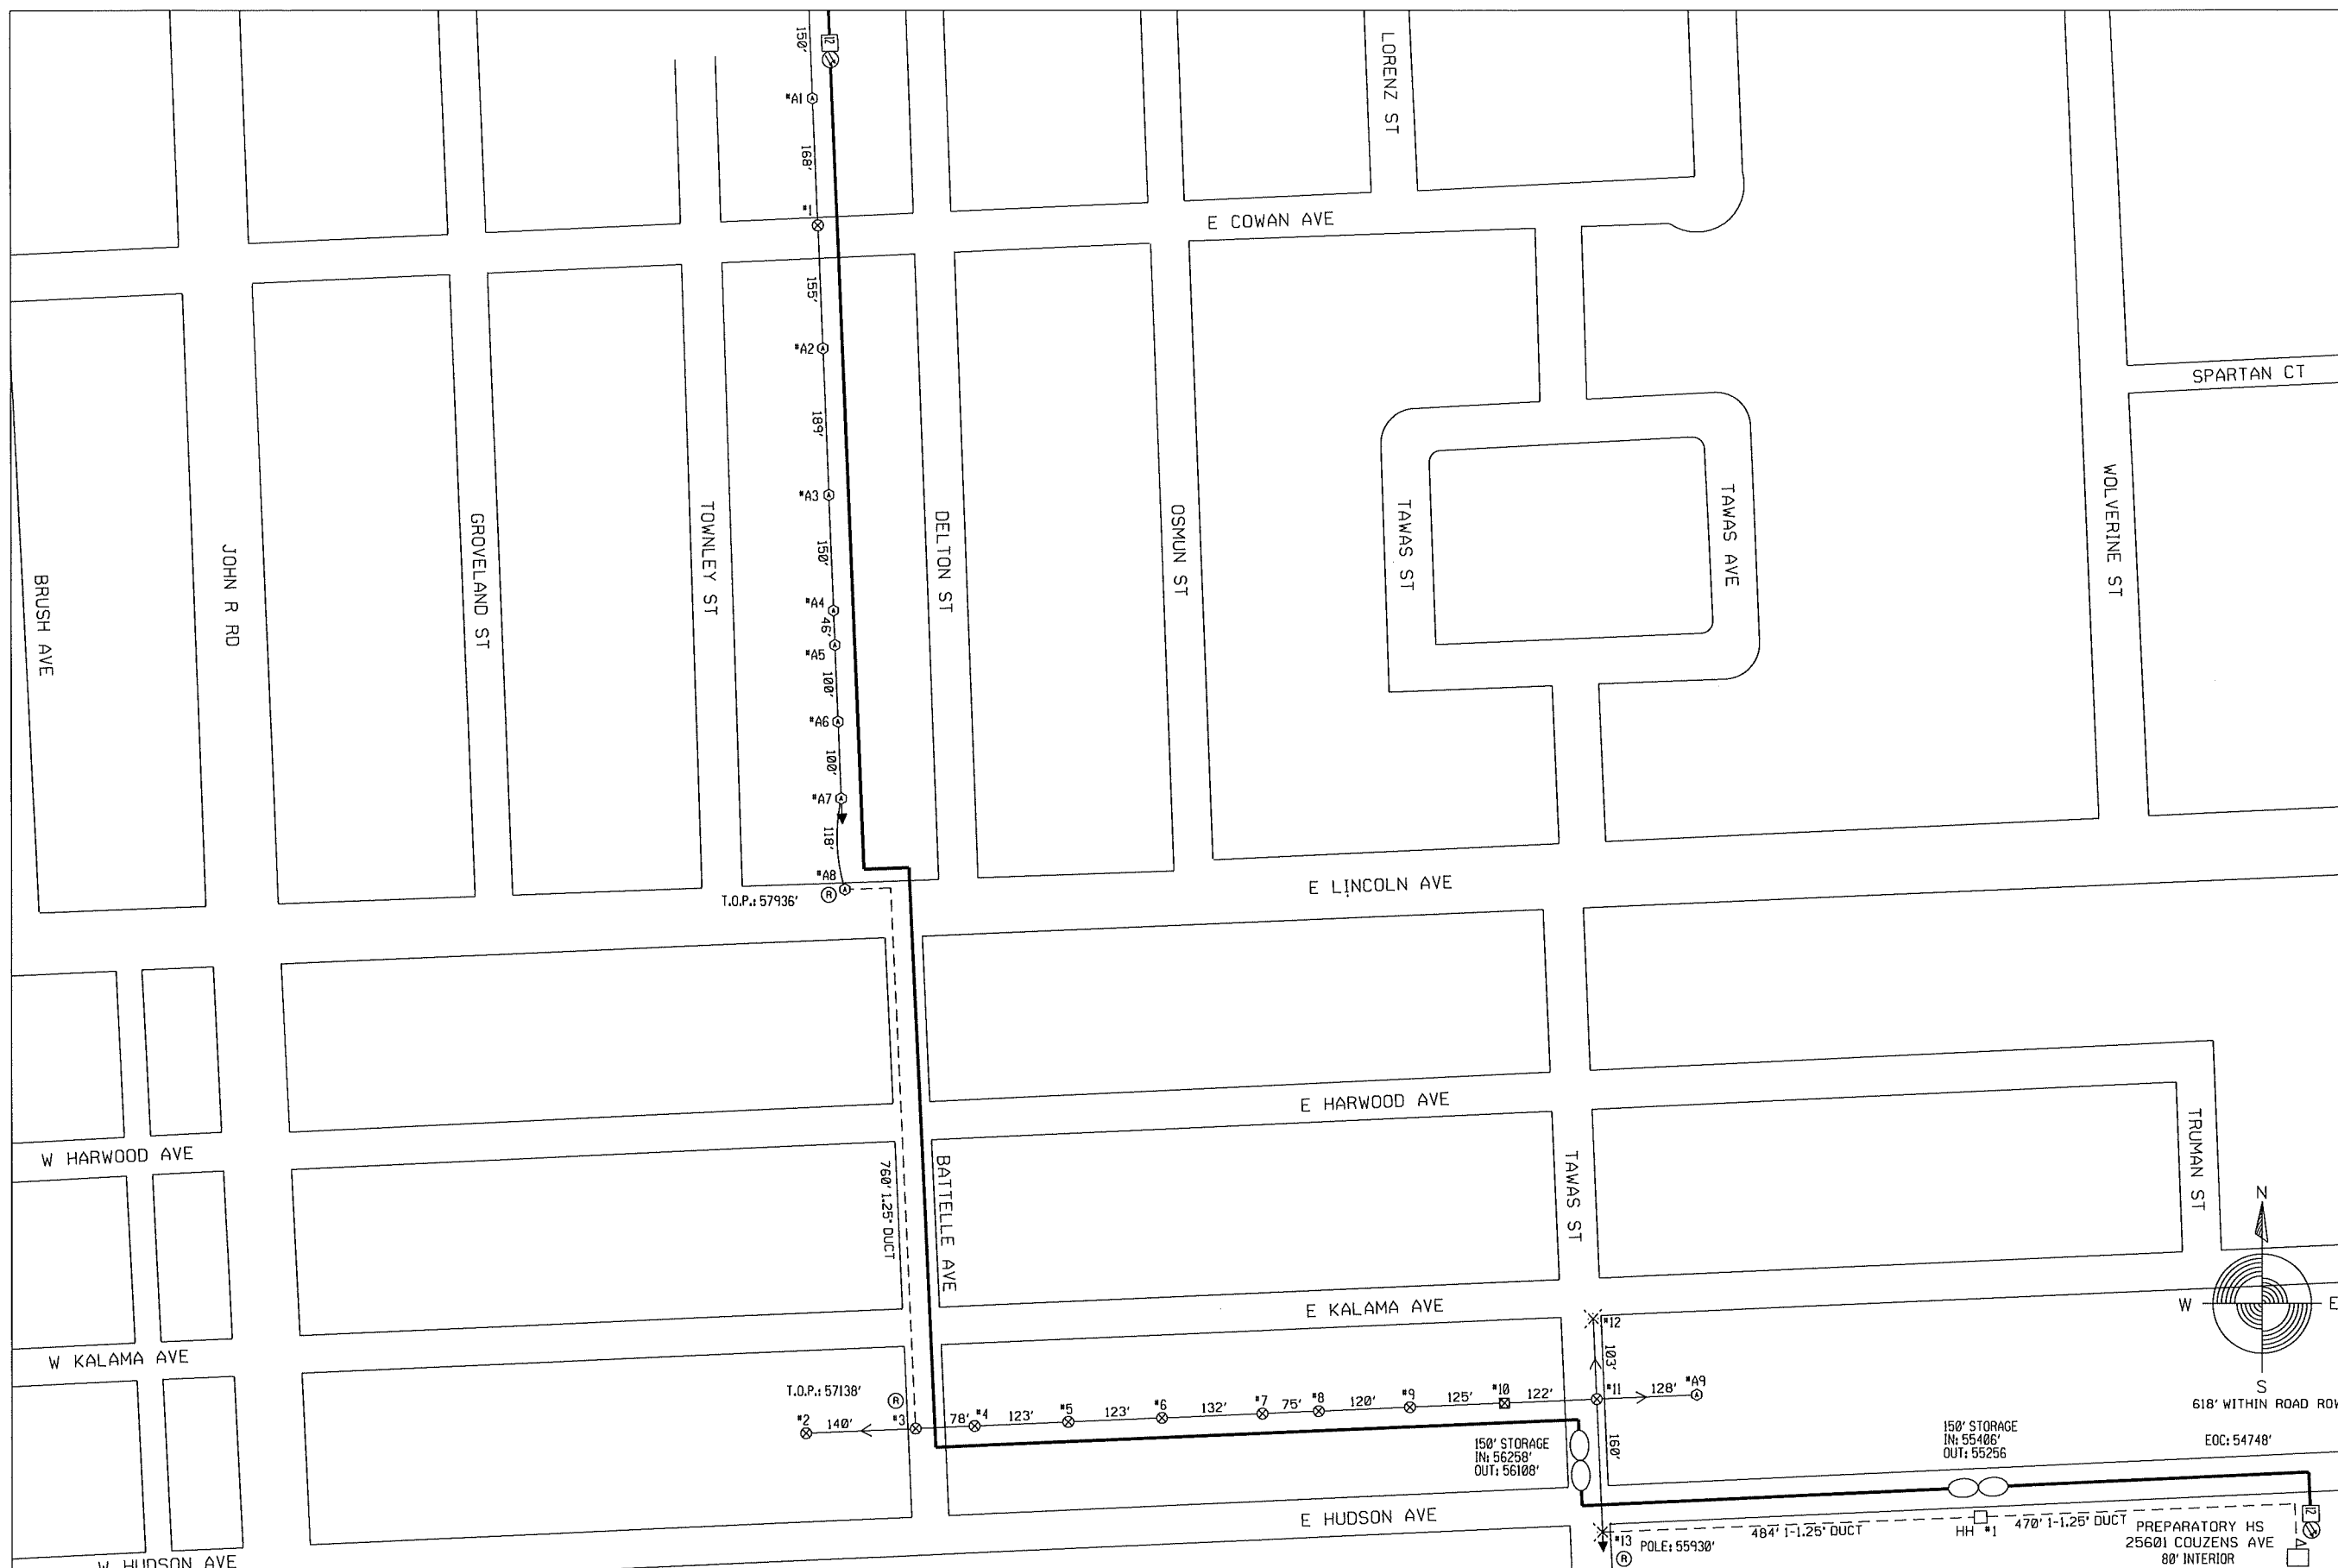 150'
12
#A1
168'
#1
LORENZ ST
E COWAN AVE
155'
#A2
SPARTAN CT
189'
#A3
BRUSH AVE
JOHN R RD
GROVELAND ST
TOWNLEY ST
DELTON ST
OSMUN ST
TAWAS ST
TAWAS AVE
WOLVERINE ST
150'
#A4
46'
#A5
100'
#A6
100'
#A7
118'
#A8
R
T.O.P.: 57936'
E LINCOLN AVE
E HARWOOD AVE
W HARWOOD AVE
760' 1.25" DUCT
BATTELLE AVE
TAWAS ST
TRUMAN ST
N
W
E
S
E KALAMA AVE
W KALAMA AVE
#12
103'
T.O.P.: 57138'
R
#2
140'
#3
78'
#4
123'
#5
123'
#6
132'
#7
75'
#8
120'
#9
125'
#10
122'
#11
128'
#A9
618' WITHIN ROAD ROW
150' STORAGE
IN: 56258'
OUT: 56108'
160'
150' STORAGE
IN: 55406'
OUT: 55256
EOC: 54748'
E HUDSON AVE
W HUDSON AVE
#13
R
POLE: 55930'
484' 1-1.25" DUCT
HH #1
470' 1-1.25" DUCT
12
PREPARATORY HS
25601 COUZENS AVE
80' INTERIOR